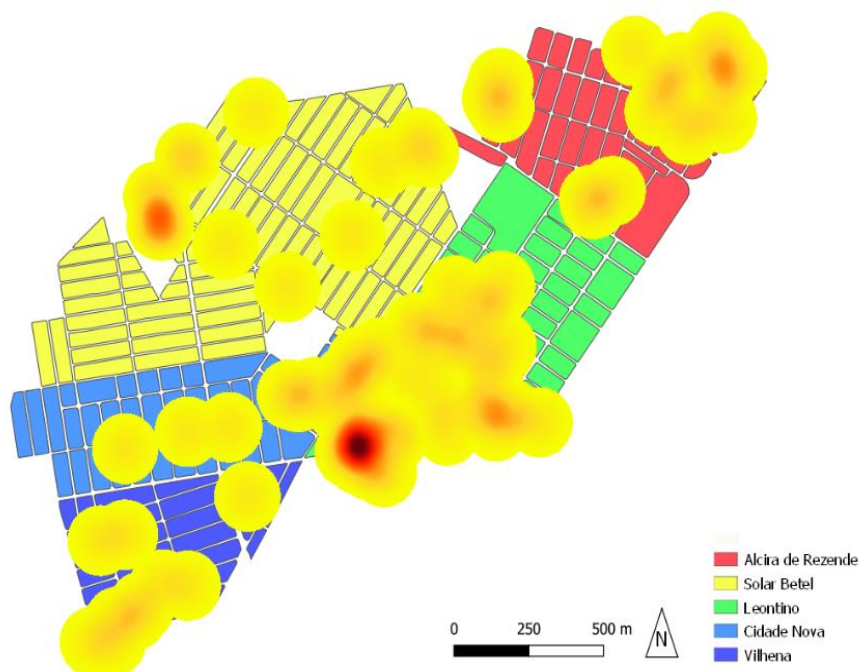 Alcira de Rezende
Solar Betel
Leontino
Cidade Nova
Vilhena
0 250 500 m
N